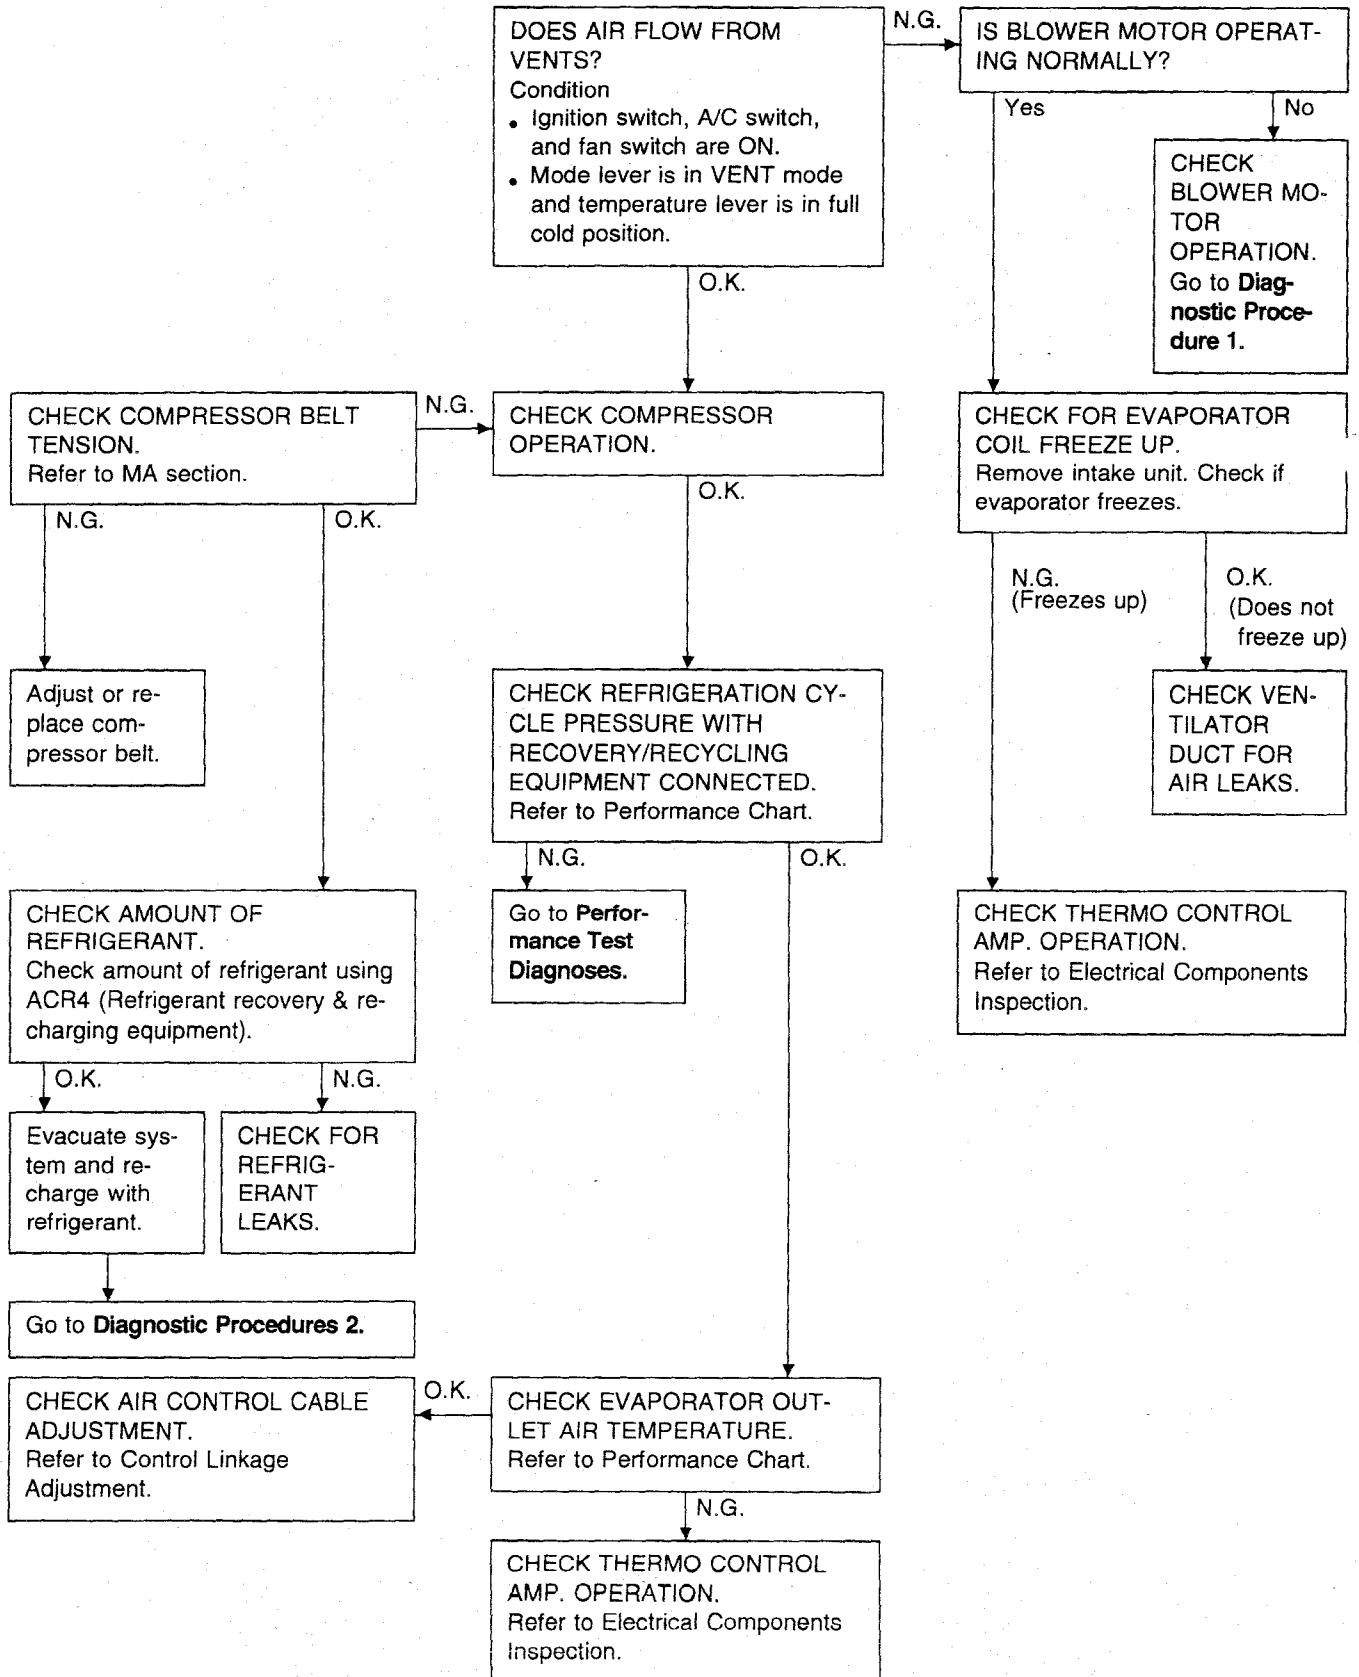 DOES AIR FLOW FROM
VENTS?
Condition
• Ignition switch, A/C switch,
and fan switch are ON.
• Mode lever is in VENT mode
and temperature lever is in full
cold position.
N.G.
IS BLOWER MOTOR OPERAT-
ING NORMALLY?
Yes
No
CHECK
BLOWER MO-
TOR
OPERATION.
Go to Diag-
nostic Proce-
dure 1.
O.K.
CHECK COMPRESSOR BELT
TENSION.
Refer to MA section.
N.G.
CHECK COMPRESSOR
OPERATION.
CHECK FOR EVAPORATOR
COIL FREEZE UP.
Remove intake unit. Check if
evaporator freezes.
N.G.
O.K.
O.K.
N.G.
(Freezes up)
O.K.
(Does not
freeze up)
Adjust or re-
place com-
pressor belt.
CHECK REFRIGERATION CY-
CLE PRESSURE WITH
RECOVERY/RECYCLING
EQUIPMENT CONNECTED.
Refer to Performance Chart.
CHECK VEN-
TILATOR
DUCT FOR
AIR LEAKS.
N.G.
O.K.
CHECK AMOUNT OF
REFRIGERANT.
Check amount of refrigerant using
ACR4 (Refrigerant recovery & re-
charging equipment).
Go to Perfor-
mance Test
Diagnoses.
CHECK THERMO CONTROL
AMP. OPERATION.
Refer to Electrical Components
Inspection.
O.K.
N.G.
Evacuate sys-
tem and re-
charge with
refrigerant.
CHECK FOR
REFRIG-
ERANT
LEAKS.
Go to Diagnostic Procedures 2.
CHECK AIR CONTROL CABLE
ADJUSTMENT.
Refer to Control Linkage
Adjustment.
O.K.
CHECK EVAPORATOR OUT-
LET AIR TEMPERATURE.
Refer to Performance Chart.
N.G.
CHECK THERMO CONTROL
AMP. OPERATION.
Refer to Electrical Components
Inspection.